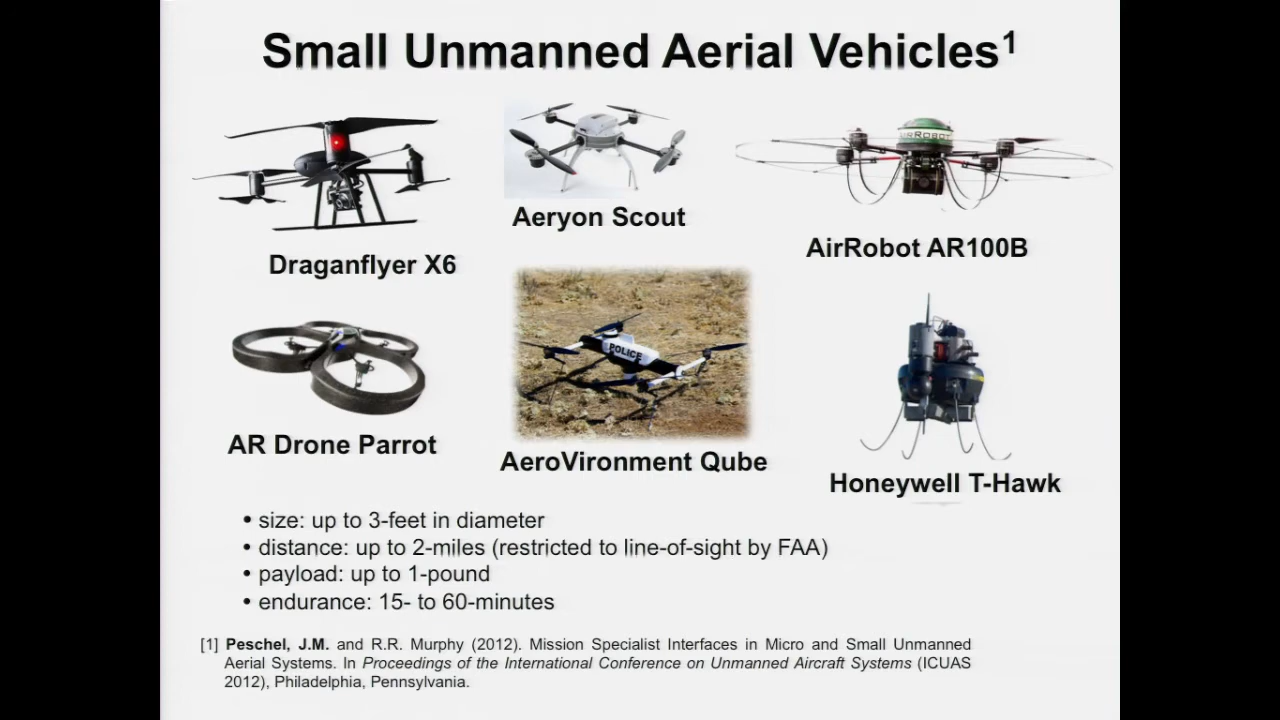 Small Unmanned Aerial Vehicles1
AIRROBOT
Aeryon Scout
Draganflyer X6
AirRobot AR100B
POLICE
AR Drone Parrot
AeroVironment Qube
Honeywell T-Hawk
• size: up to 3-feet in diameter
• distance: up to 2-miles (restricted to line-of-sight by FAA)
• payload: up to 1-pound
• endurance: 15- to 60-minutes
[1] Peschel, J.M. and R.R. Murphy (2012). Mission Specialist Interfaces in Micro and Small Unmanned
Aerial Systems. In Proceedings of the International Conference on Unmanned Aircraft Systems (ICUAS
2012), Philadelphia, Pennsylvania.